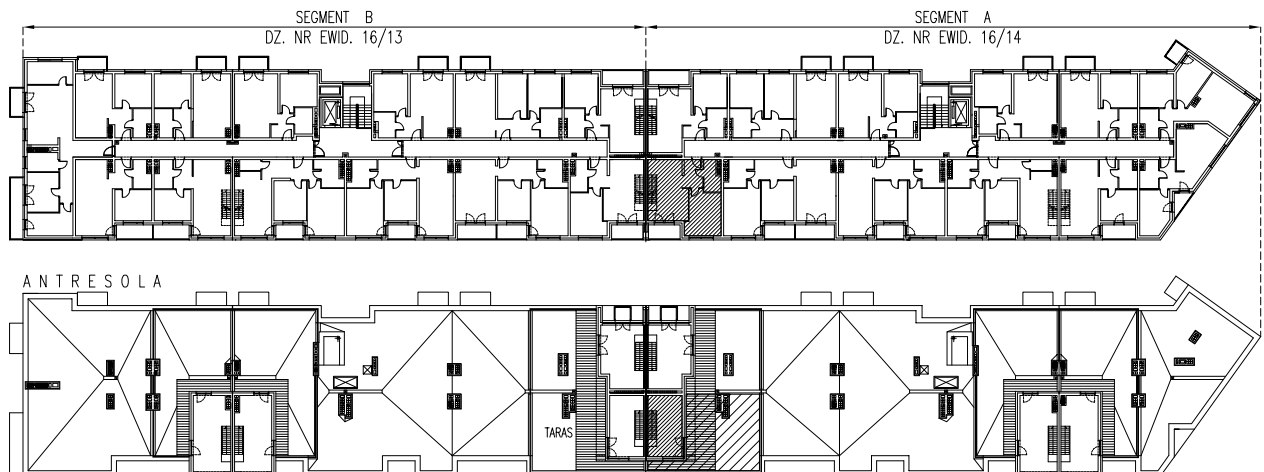 SEGMENT B
DZ. NR EWID. 16/13
SEGMENT A
DZ. NR EWID. 16/14
ANTRESOLA
TARAS